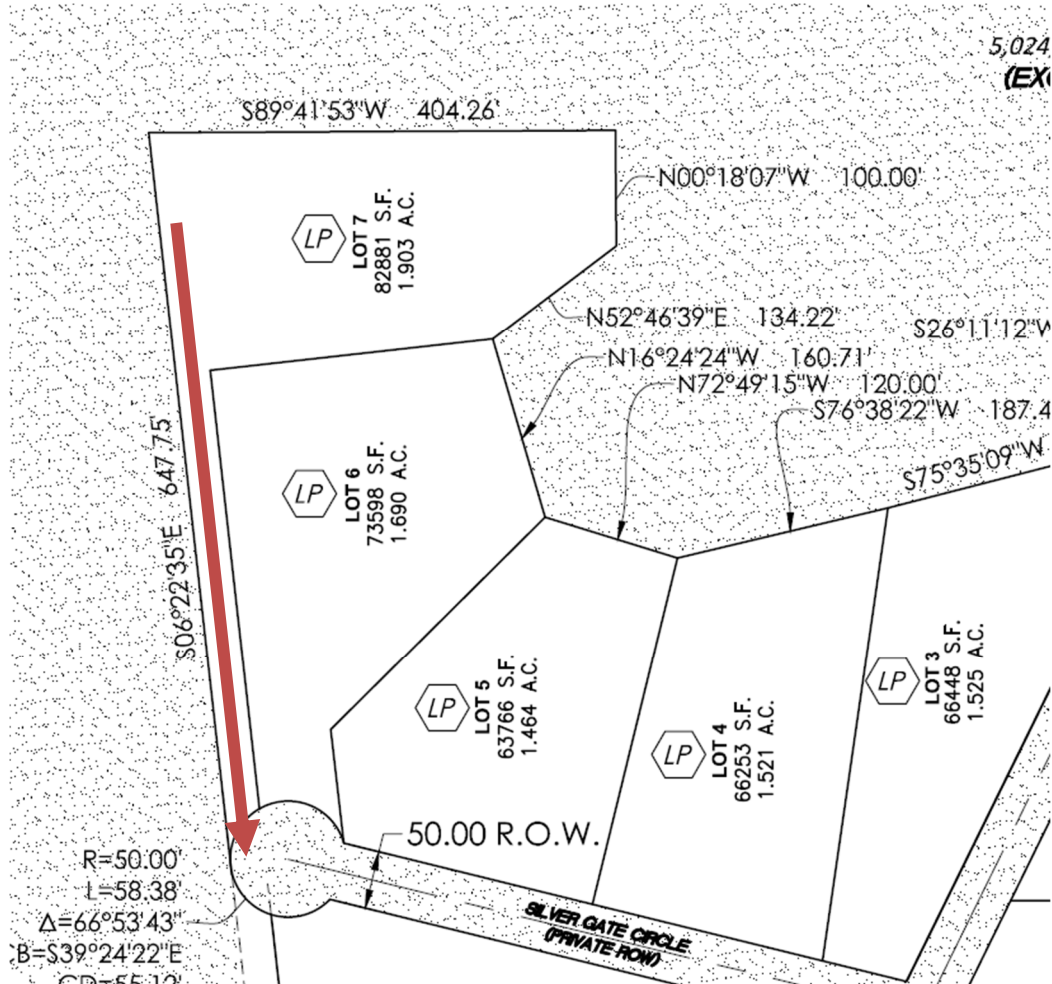 5,024
(EX
S89°41'53"W 404.26'
N00°18'07"W 100.00'
LP
LOT 7
82881 S.F.
1.903 A.C.
N52°46'39"E 134.22'
S26°11'12"W
N16°24'24"W 160.71'
N72°49'15"W 120.00'
S76°38'22"W 187.4
S75°35'09"W
S06°22'35"E 647.75'
LP
LOT 6
73598 S.F.
1.690 A.C.
LP
LOT 5
63766 S.F.
1.464 A.C.
LP
LOT 4
66253 S.F.
1.521 A.C.
LP
LOT 3
66448 S.F.
1.525 A.C.
50.00 R.O.W.
R=50.00'
L=58.38'
Δ=66°53'43"
B=S39°24'22"E
CD=55.12'
SILVER GATE CIRCLE
(PRIVATE ROW)